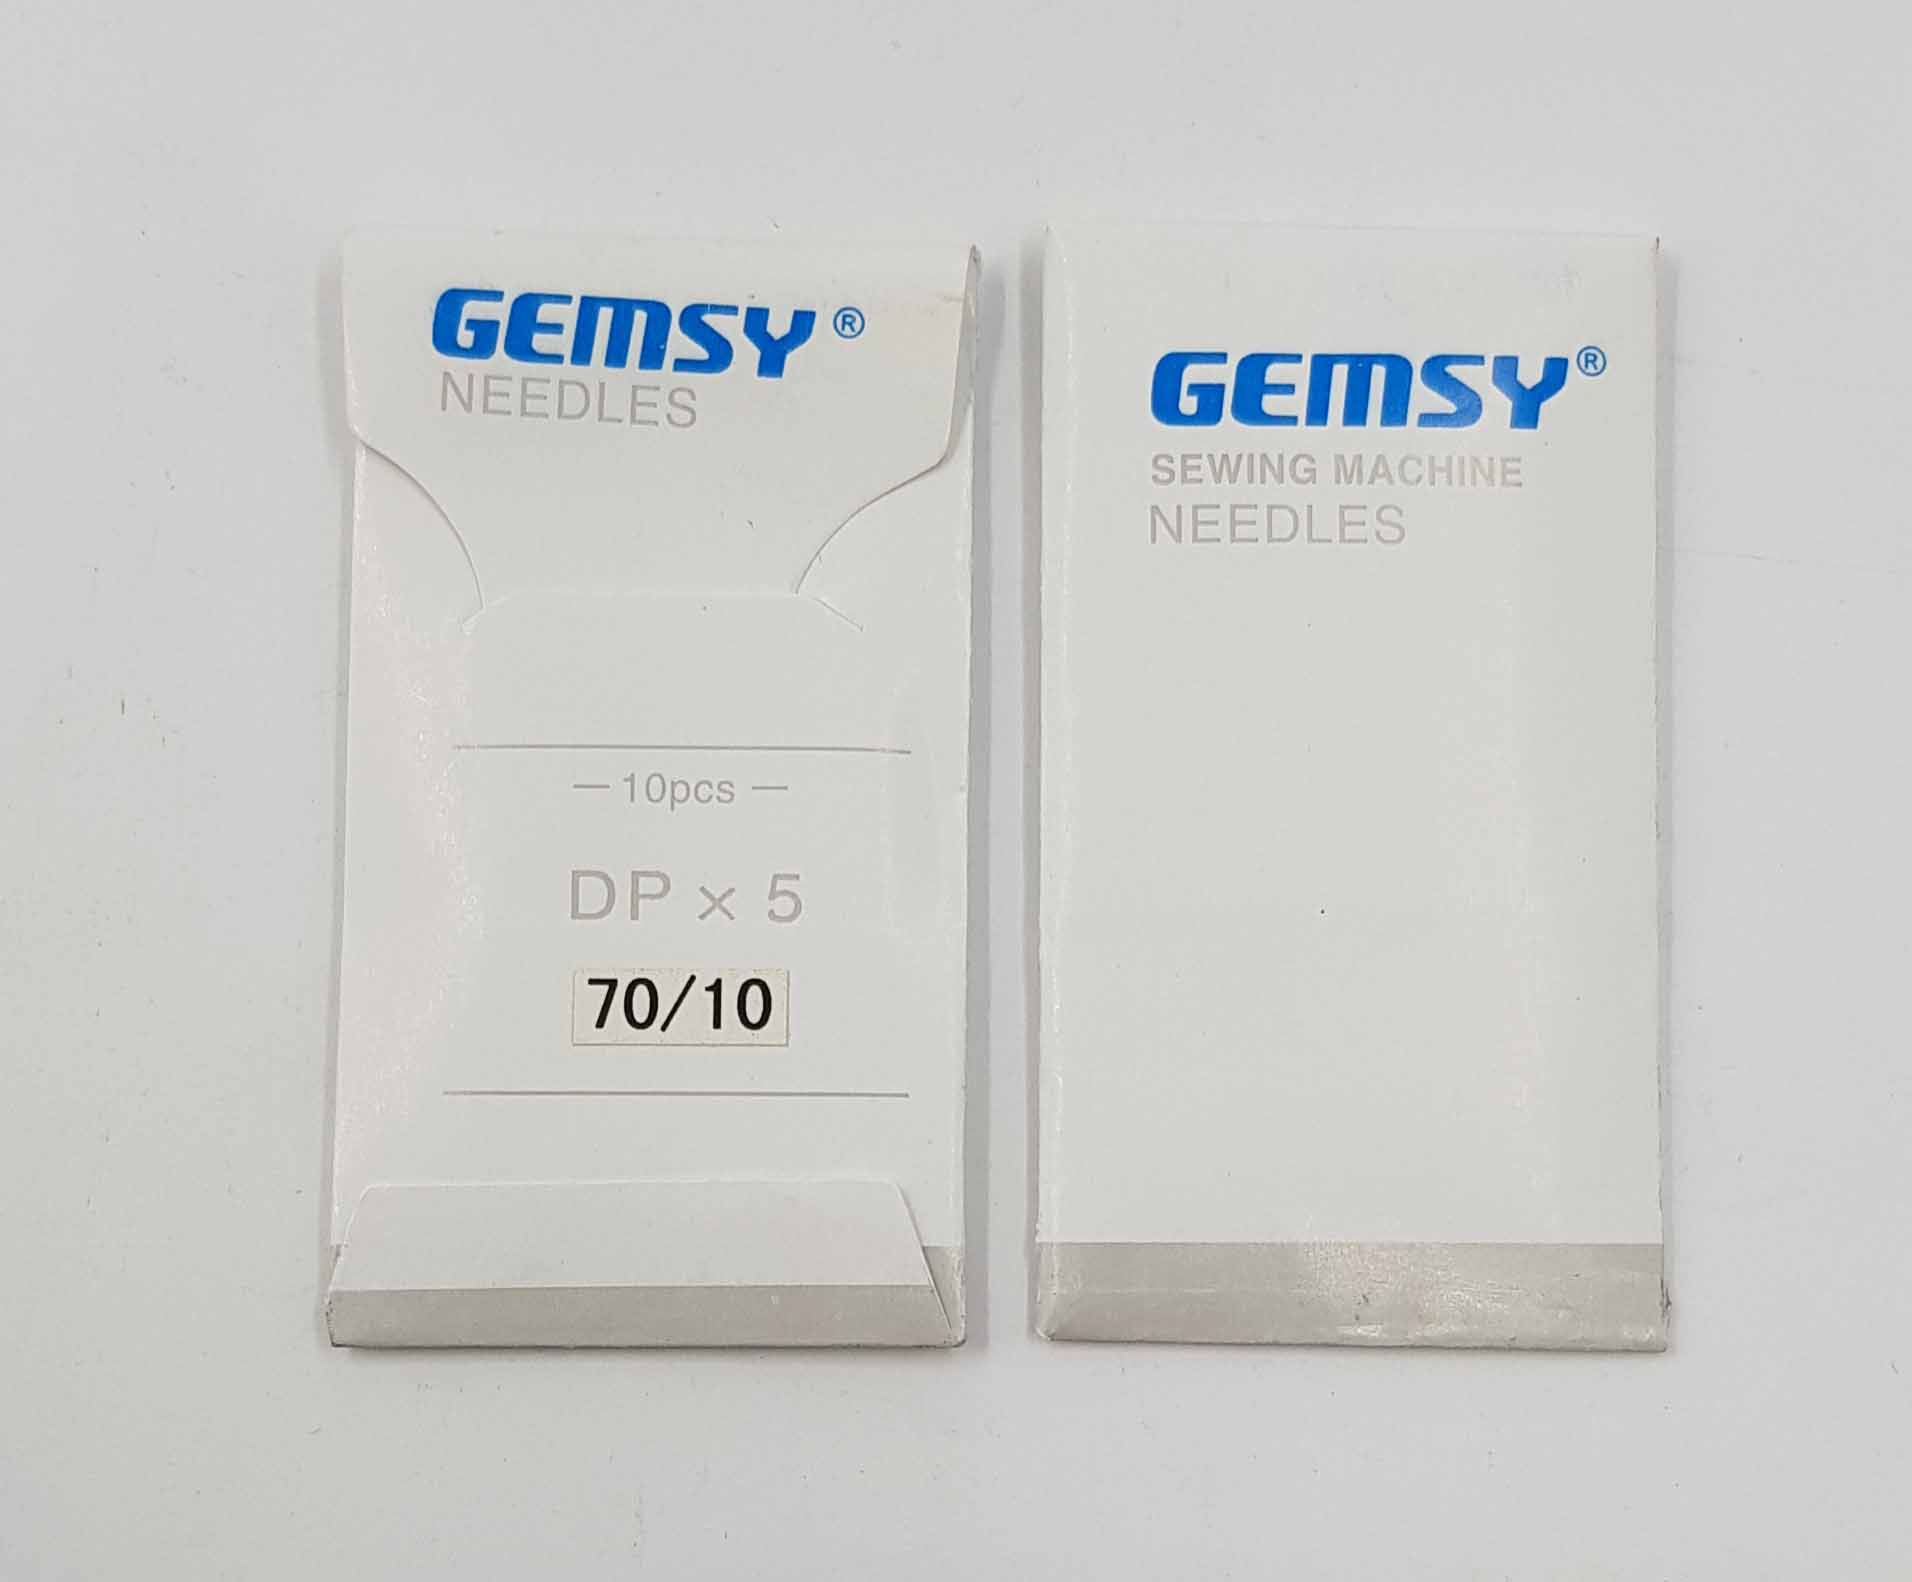 GEMSY®
NEEDLES
—10pcs—
DP × 5
70/10
GEMSY®
SEWING MACHINE
NEEDLES